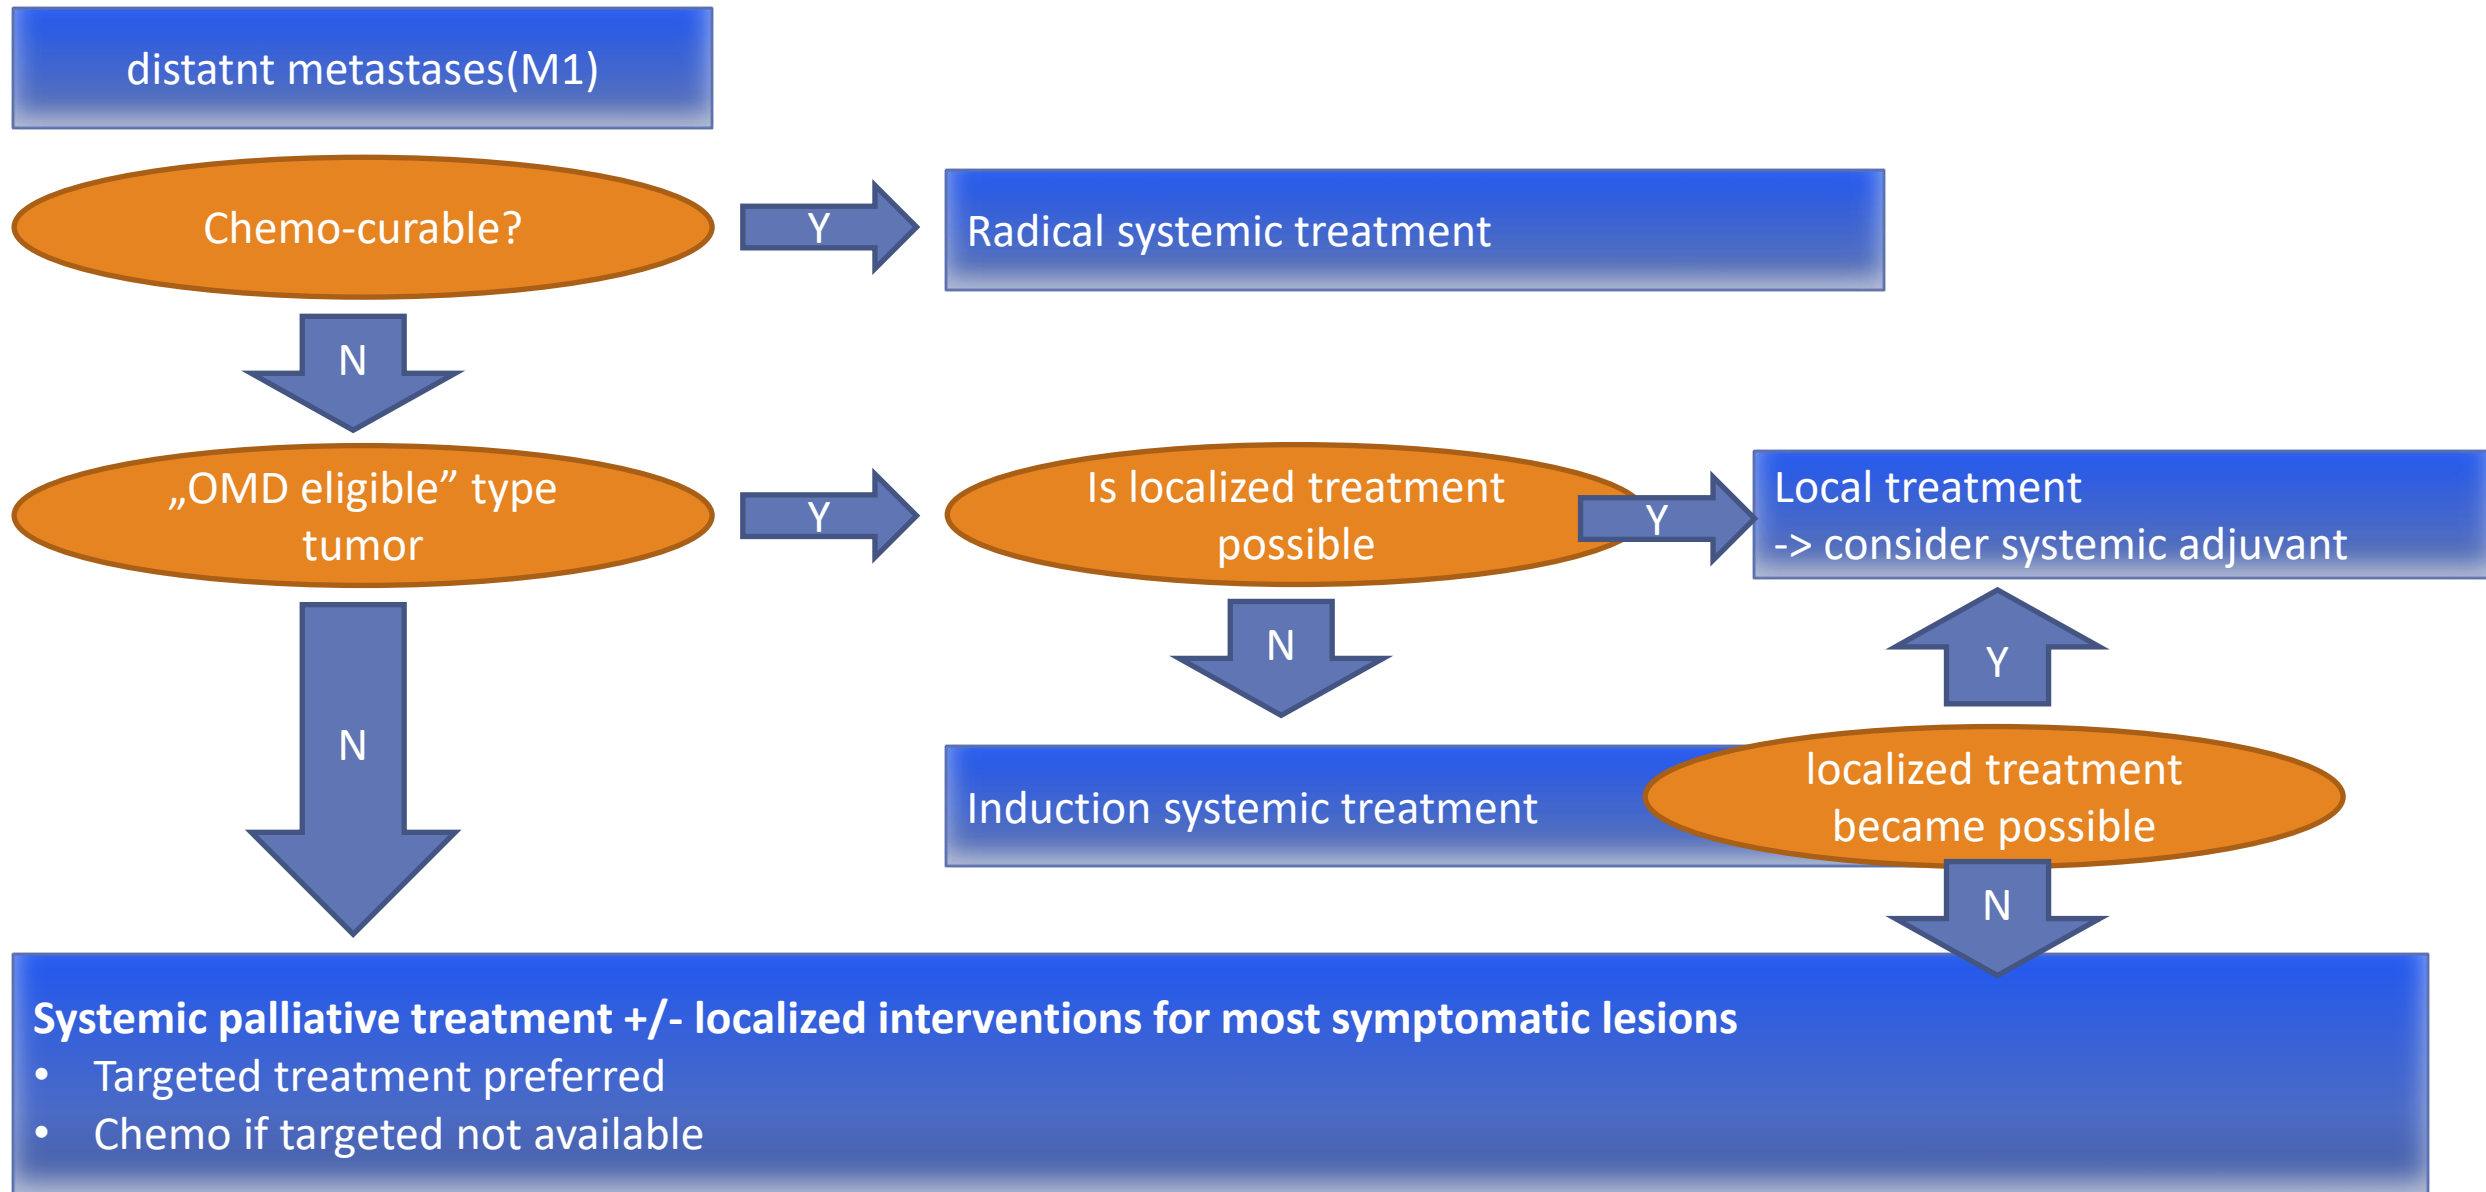 distatnt metastases(M1)
Chemo-curable?
Y
Radical systemic treatment
N
„OMD eligible” type
tumor
Y
Is localized treatment
possible
Y
Local treatment
-> consider systemic adjuvant
N
Y
N
Induction systemic treatment
localized treatment
became possible
N
Systemic palliative treatment +/- localized interventions for most symptomatic lesions
• Targeted treatment preferred
• Chemo if targeted not available